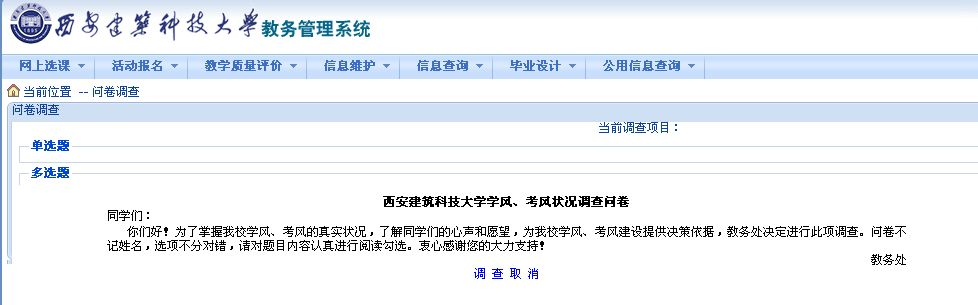 西安建筑科技大学教务管理系统
网上选课 活动报名 教学质量评价 信息维护 信息查询 毕业设计 公用信息查询
当前位置 -- 问卷调查
问卷调查
当前调查项目：
单选题
多选题
西安建筑科技大学学风、考风状况调查问卷
同学们：
你们好！为了掌握我校学风、考风的真实状况，了解同学们的心声和愿望，为我校学风、考风建设提供决策依据，教务处决定进行此项调查。问卷不
记姓名，选项不分对错，请对题目内容认真进行阅读勾选。衷心感谢您的大力支持！
教务处
调 查 取 消